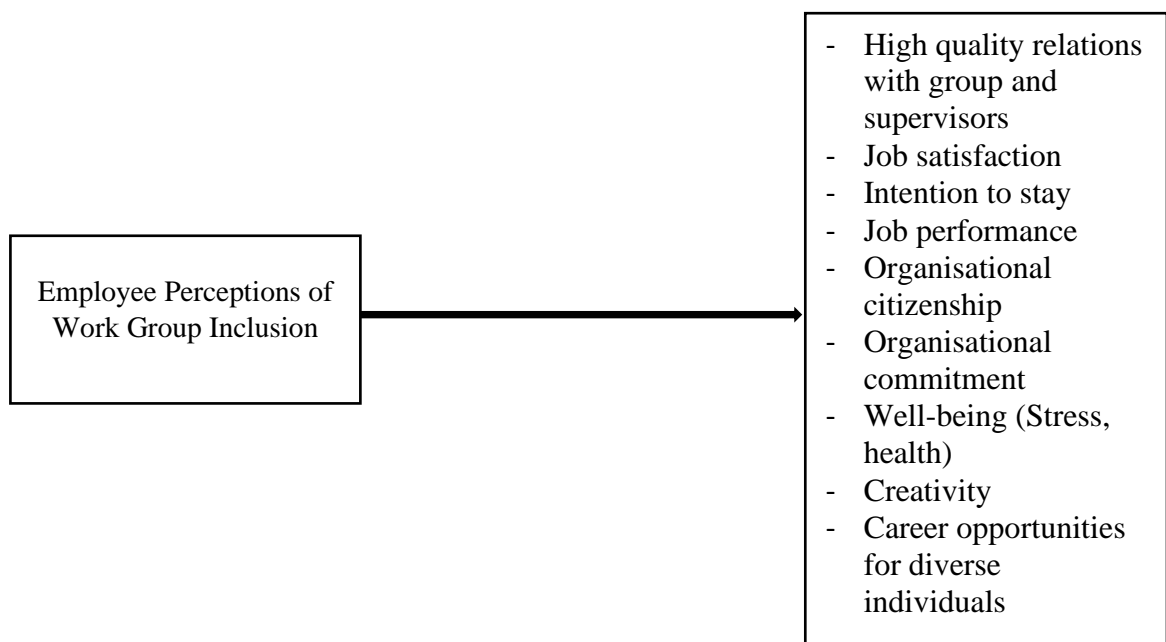 Employee Perceptions of
Work Group Inclusion
- High quality relations
with group and
supervisors
- Job satisfaction
- Intention to stay
- Job performance
- Organisational
citizenship
- Organisational
commitment
- Well-being (Stress,
health)
- Creativity
- Career opportunities
for diverse
individuals